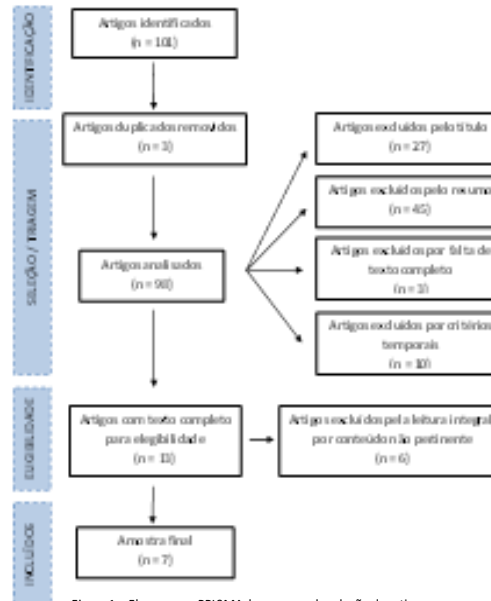 IDENTIFICAÇÃO
Artigos identificados
(n = 101)
SELEÇÃO / TRIAGEM
Artigos duplicados removidos
(n = 3)
Artigos analisados
(n = 98)
Artigos excluídos pelo título
(n = 27)
Artigos excluídos pelo resumo
(n = 45)
Artigos excluídos por falta de
texto completo
(n = 3)
Artigos excluídos por critérios
temporais
(n = 10)
Artigos com texto completo
para elegibilidade
(n = 13)
Artigos excluídos pela leitura integral
por conteúdo não pertinente
(n = 6)
Amostra final
(n = 7)